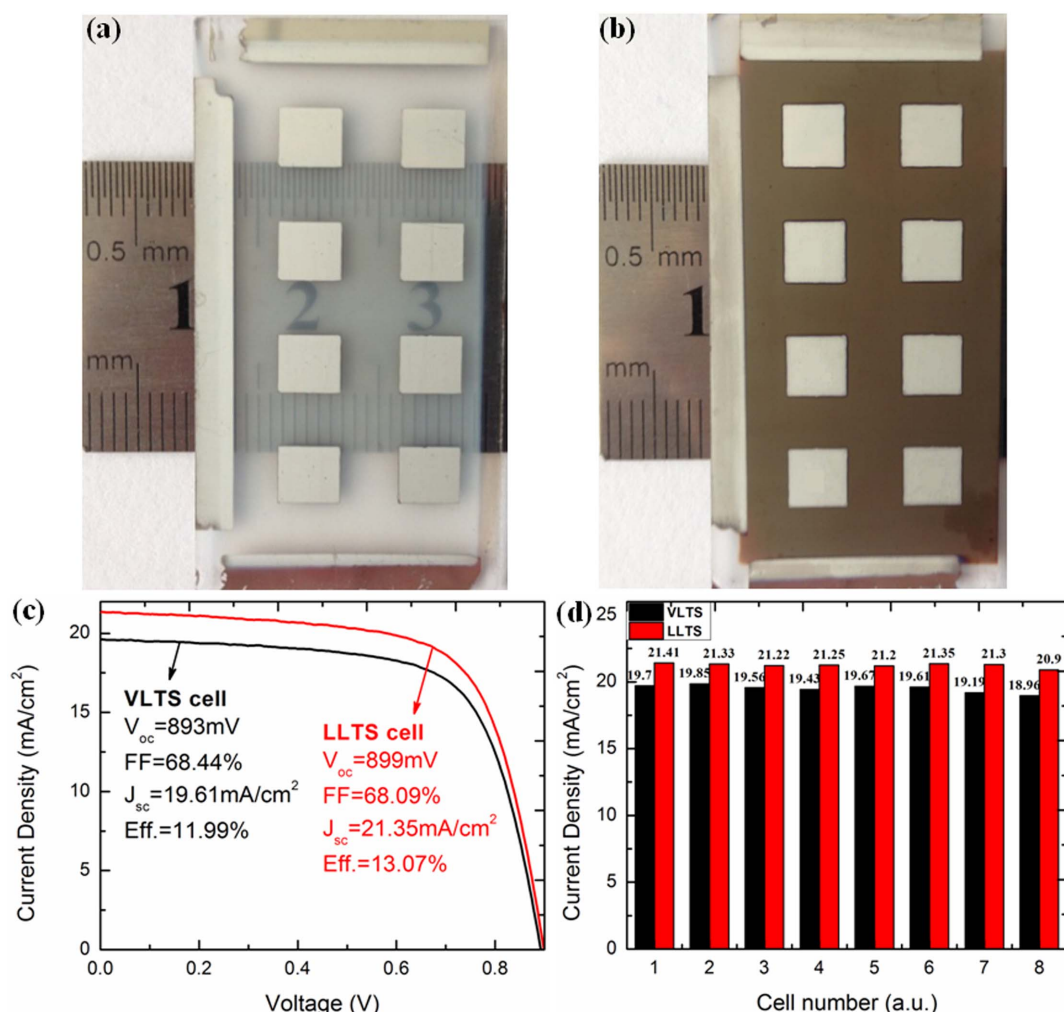 (a)
(b)
0.5 mm
1
2
3
mm
0.5 mm
1
mm
(c)
Current Density (mA/cm²)
20
15
10
5
0
0.0 0.2 0.4 0.6 0.8
Voltage (V)
VLTS cell
Voc=893mV
FF=68.44%
Jsc=19.61mA/cm²
Eff.=11.99%
LLTS cell
Voc=899mV
FF=68.09%
Jsc=21.35mA/cm²
Eff.=13.07%
(d)
Current Density (mA/cm²)
25
20
15
10
5
0
VLTS
LLTS
19.7 21.41 19.85 21.33 19.56 21.22 19.43 21.25 19.67 21.2 19.61 21.35 19.19 21.3 18.96 20.9
1 2 3 4 5 6 7 8
Cell number (a.u.)